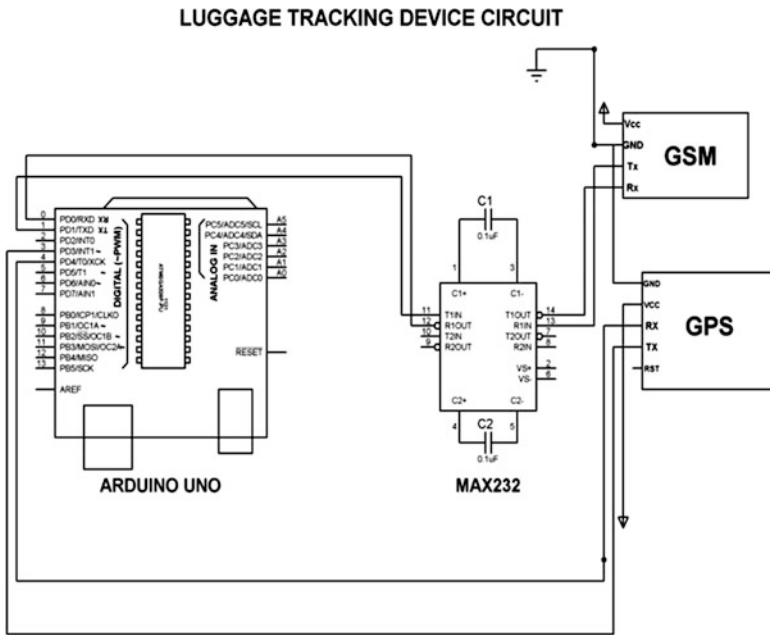 LUGGAGE TRACKING DEVICE CIRCUIT
Vcc
GND
Tx
Rx
GSM
GND
VCC
RX
TX
RST
GPS
0 PD0/RXD RX
1 PD1/TXD TX
2 PD2/INT0
3 PD3/INT1 ~
4 PD4/T0/XCK
5 PD5/T1 ~
6 PD6/AIN0 ~
7 PD7/AIN1
8 PB0/ICP1/CLKO
9 PB1/OC1A ~
10 PB2/SS/OC1B ~
11 PB3/MOSI/OC2A ~
12 PB4/MISO
13 PB5/SCK
AREF
DIGITAL (~PWM)
ANALOG IN
PC5/ADC5/SCL A5
PC4/ADC4/SDA A4
PC3/ADC3 A3
PC2/ADC2 A2
PC1/ADC1 A1
PC0/ADC0 A0
RESET
ARDUINO UNO
C1
0.1uF
1 3
C1+ C1-
11 T1IN T1OUT 14
12 R1OUT R1IN 13
10 T2IN T2OUT 7
9 R2OUT R2IN 8
VS+ 2
VS- 6
C2+ C2-
4 5
C2
0.1uF
MAX232